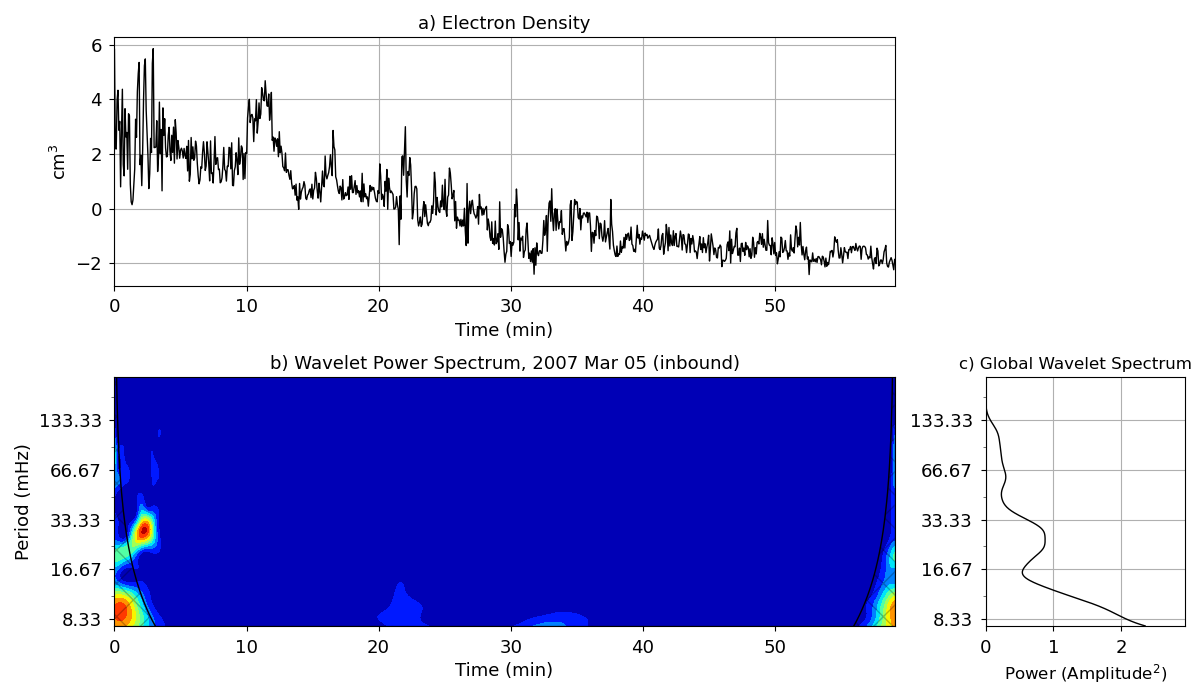 a) Electron Density
6
4
2
0
−2
cm³
0 10 20 30 40 50
Time (min)
b) Wavelet Power Spectrum, 2007 Mar 05 (inbound)
133.33
66.67
33.33
16.67
8.33
Period (mHz)
0 10 20 30 40 50
Time (min)
c) Global Wavelet Spectrum
133.33
66.67
33.33
16.67
8.33
0 1 2
Power (Amplitude²)